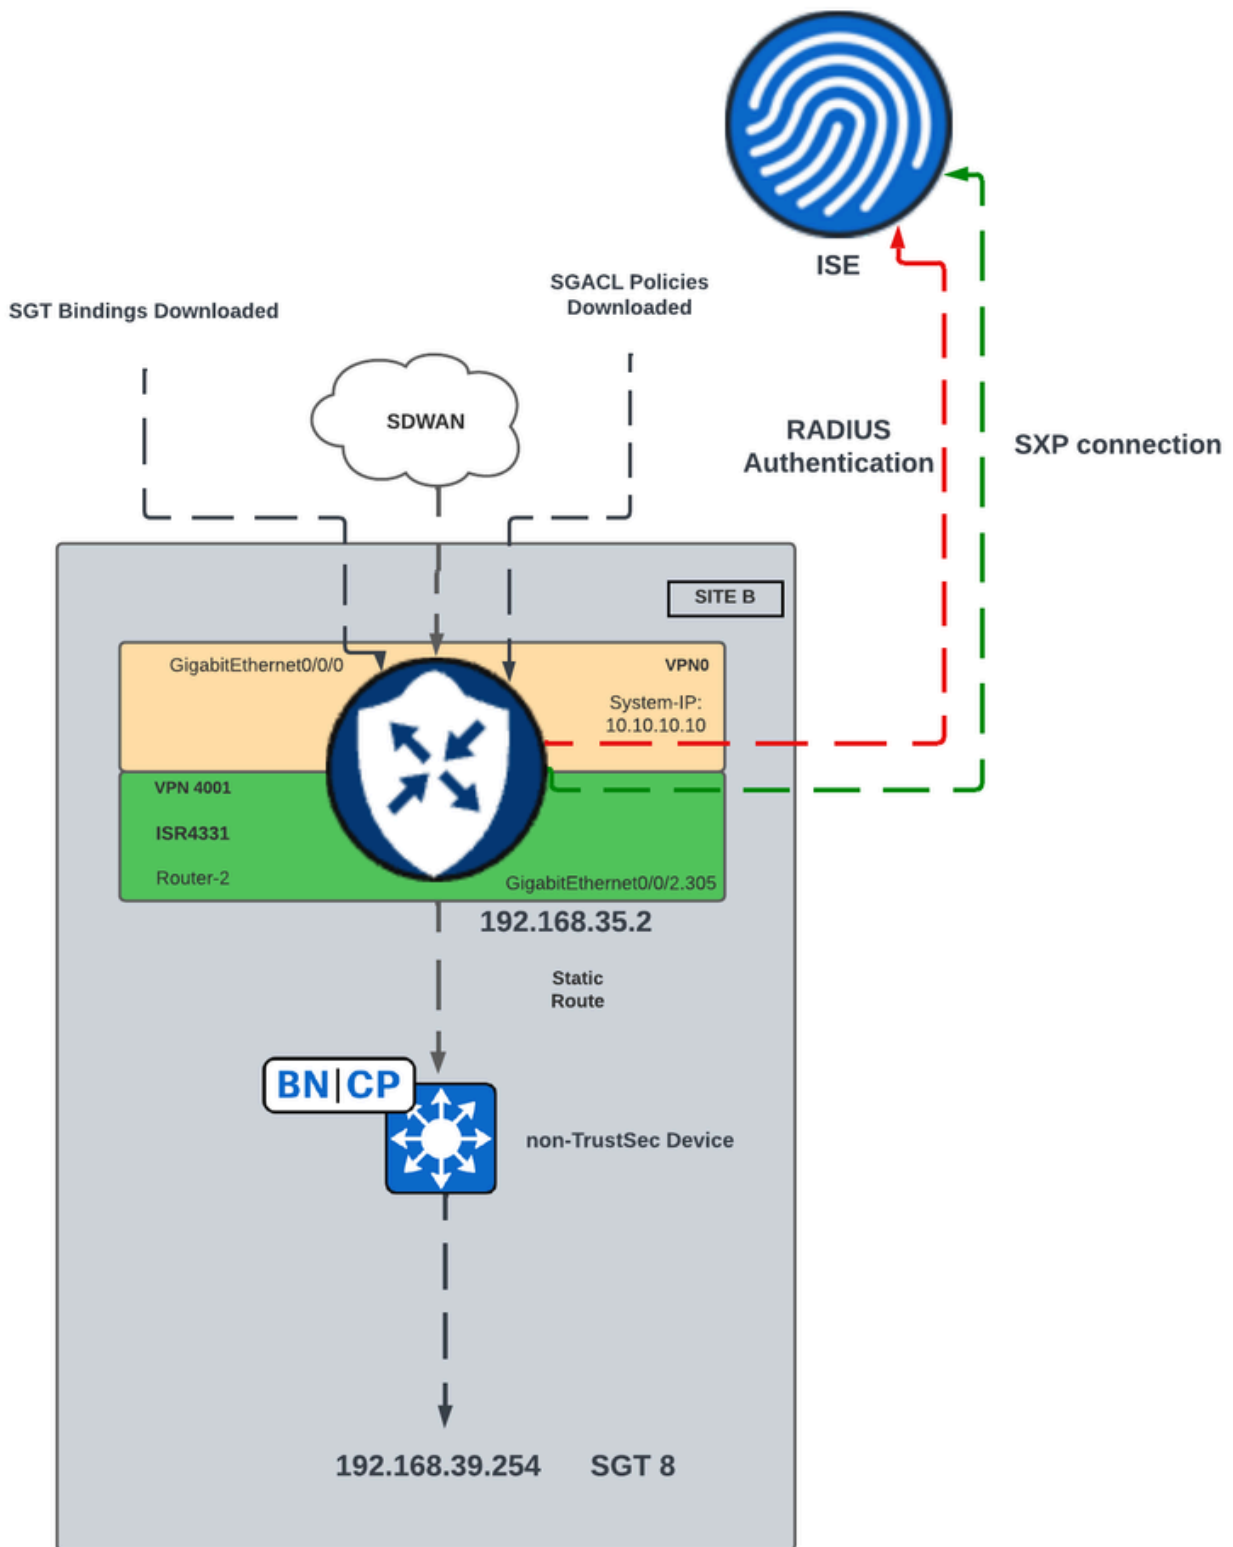 ISE
SGACL Policies
Downloaded
SGT Bindings Downloaded
SDWAN
RADIUS
Authentication
SXP connection
SITE B
GigabitEthernet0/0/0
VPN0
System-IP:
10.10.10.10
VPN 4001
ISR4331
Router-2
GigabitEthernet0/0/2.305
192.168.35.2
Static
Route
BN|CP
non-TrustSec Device
192.168.39.254 SGT 8